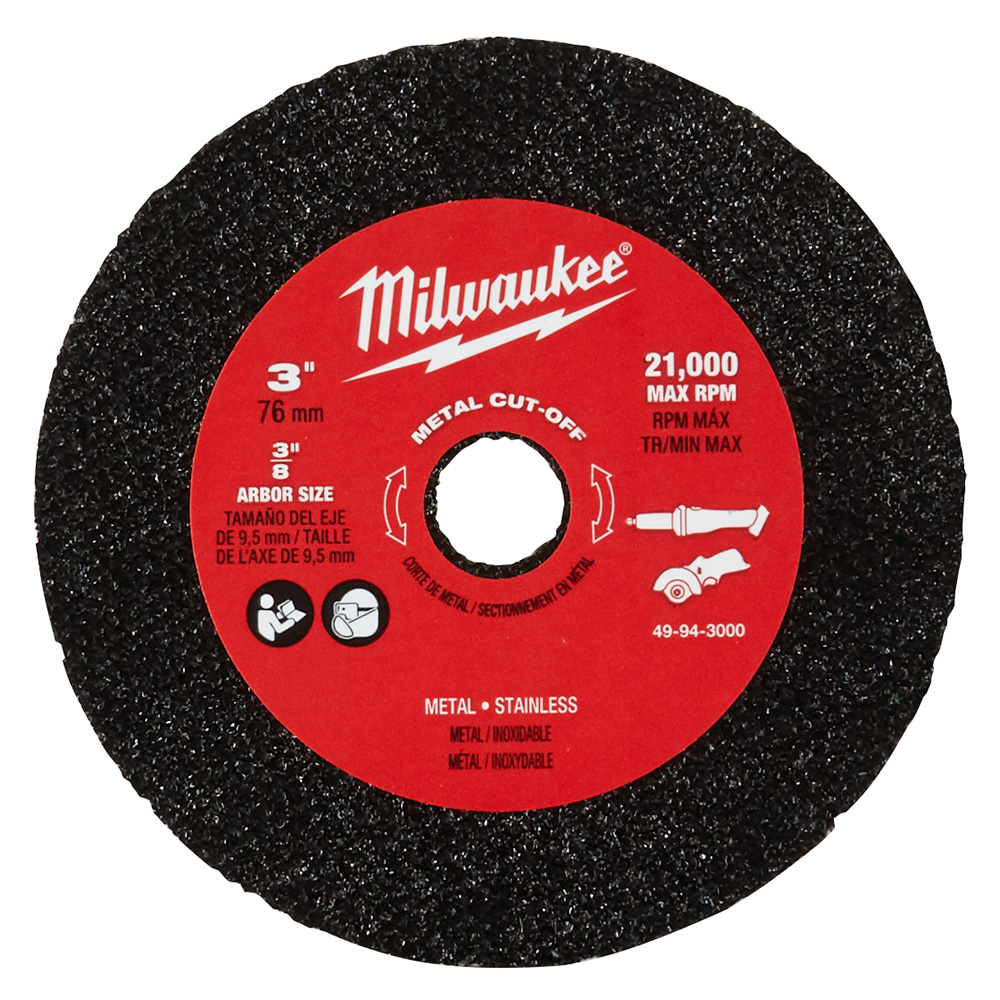 Milwaukee®
3"
76 mm
3/8"
ARBOR SIZE
TAMAÑO DEL EJE
DE 9,5 mm / TAILLE
DE L'AXE DE 9,5 mm
METAL CUT-OFF
CORTE DE METAL / SECTIONNEMENT EN MÉTAL
21,000
MAX RPM
RPM MÁX
TR/MIN MAX
49-94-3000
METAL • STAINLESS
METAL / INOXIDABLE
MÉTAL / INOXYDABLE